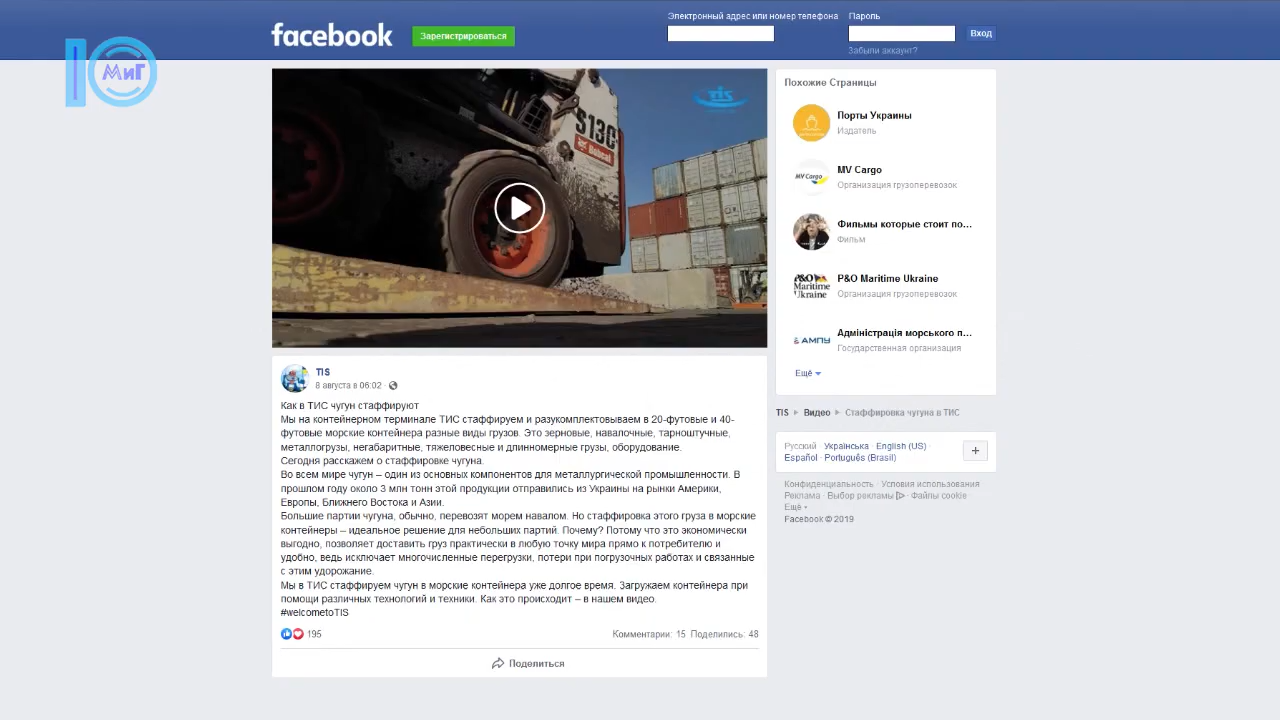 Электронный адрес или номер телефона
Пароль
facebook
Зарегистрироваться
Вход
Забыли аккаунт?
МиГ
TIS
S13C
Bobcat
Похожие Страницы
Порты Украины
Издатель
MV Cargo
MV Cargo
Организация грузоперевозок
Фильмы которые стоит по...
Фильм
P&O Maritime Ukraine
P&O Maritime Ukraine
Организация грузоперевозок
АМПУ
Адміністрація морського п...
Государственная организация
Ещё
TIS
8 августа в 06:02 ·
Как в ТИС чугун стаффируют
Мы на контейнерном терминале ТИС стаффируем и разукомплектовываем в 20-футовые и 40-
футовые морские контейнера разные виды грузов. Это зерновые, навалочные, тарноштучные,
металлогрузы, негабаритные, тяжеловесные и длинномерные грузы, оборудование.
Сегодня расскажем о стаффировке чугуна.
Во всем мире чугун – один из основных компонентов для металлургической промышленности. В
прошлом году около 3 млн тонн этой продукции отправились из Украины на рынки Америки,
Европы, Ближнего Востока и Азии.
Большие партии чугуна, обычно, перевозят морем навалом. Но стаффировка этого груза в морские
контейнеры – идеальное решение для небольших партий. Почему? Потому что это экономически
выгодно, позволяет доставить груз практически в любую точку мира прямо к потребителю и
удобно, ведь исключает многочисленные перегрузки, потери при погрузочных работах и связанные
с этим удорожание.
Мы в ТИС стаффируем чугун в морские контейнера уже долгое время. Загружаем контейнера при
помощи различных технологий и техники. Как это происходит – в нашем видео.
#welcometoTIS
195
Комментарии: 15 Поделились: 48
Поделиться
TIS Видео Стаффировка чугуна в ТИС
Русский · Українська · English (US) ·
Español · Português (Brasil)
Конфиденциальность · Условия использования
Реклама · Выбор рекламы · Файлы cookie ·
Ещё
Facebook © 2019